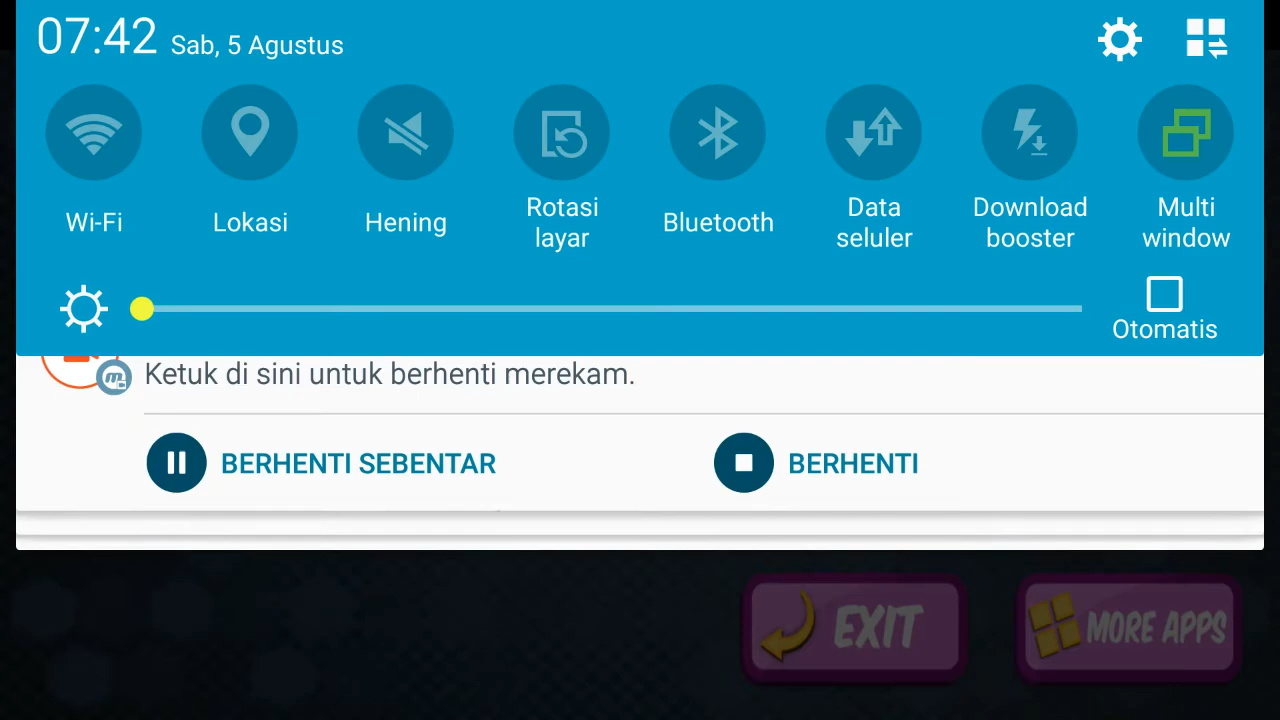 07:42 Sab, 5 Agustus
Wi-Fi
Lokasi
Hening
Rotasi
layar
Bluetooth
Data
seluler
Download
booster
Multi
window
Otomatis
Ketuk di sini untuk berhenti merekam.
BERHENTI SEBENTAR
BERHENTI
EXIT
MORE APPS